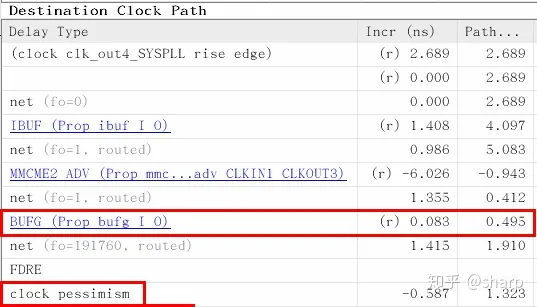 Destination Clock Path
Delay Type Incr (ns) Path...
(clock clk_out4_SYSPLL rise edge) (r) 2.689 2.689
(r) 0.000 2.689
net (fo=0) 0.000 2.689
IBUF (Prop ibuf I O) (r) 1.408 4.097
net (fo=1, routed) 0.986 5.083
MMCME2 ADV (Prop mmc...adv CLKIN1 CLKOUT3) (r) -6.026 -0.943
net (fo=1, routed) 1.355 0.412
BUFG (Prop bufg I O) (r) 0.083 0.495
net (fo=191760, routed) 1.415 1.910
FDRE
clock pessimism -0.587 1.323
知乎 @sharp